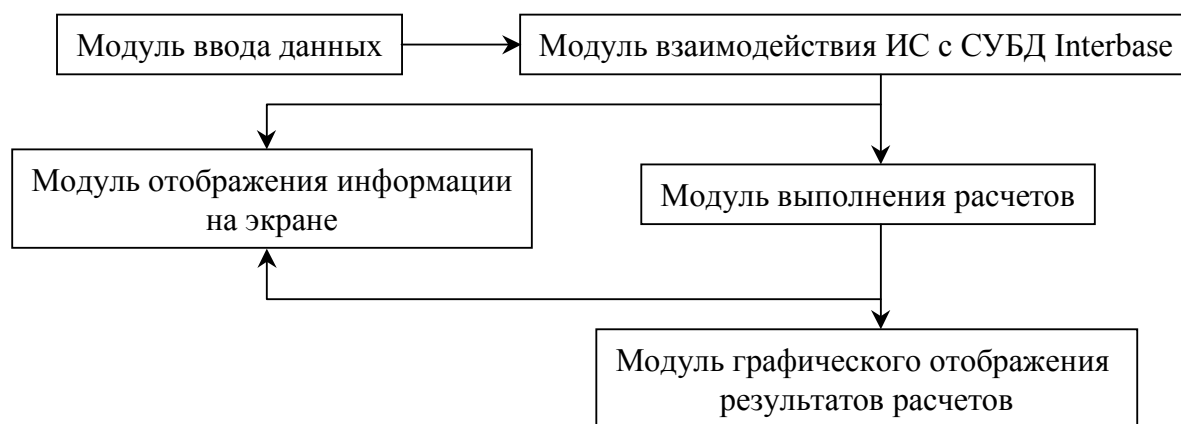 Модуль ввода данных
Модуль взаимодействия ИС с СУБД Interbase
Модуль отображения информации
на экране
Модуль выполнения расчетов
Модуль графического отображения
результатов расчетов